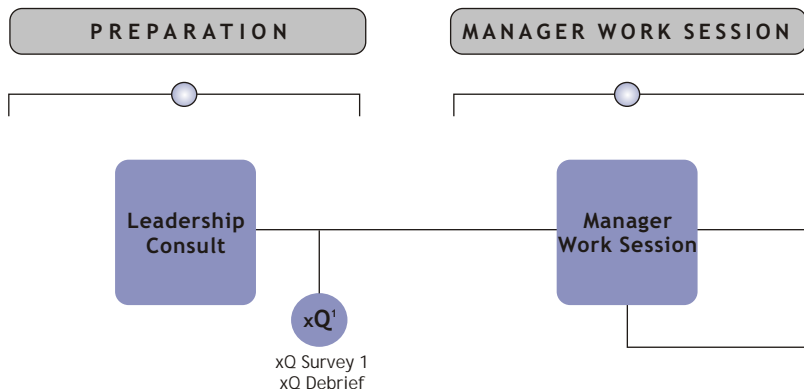 PREPARATION
MANAGER WORK SESSION
Leadership
Consult
Manager
Work Session
xQ¹
xQ Survey 1
xQ Debrief